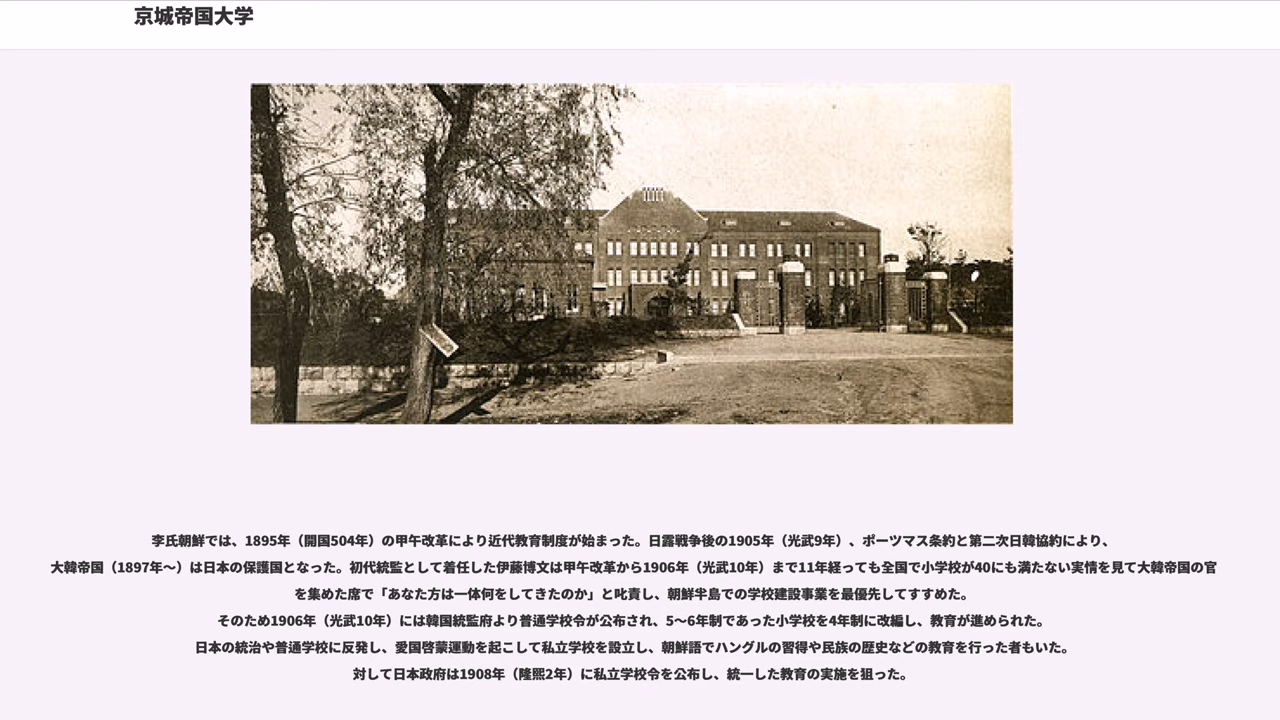 京城帝国大学
李氏朝鮮では、1895年（開国504年）の甲午改革により近代教育制度が始まった。日露戦争後の1905年（光武9年）、ポーツマス条約と第二次日韓協約により、
大韓帝国（1897年〜）は日本の保護国となった。初代統監として着任した伊藤博文は甲午改革から1906年（光武10年）まで11年経っても全国で小学校が40にも満たない実情を見て大韓帝国の官
を集めた席で「あなた方は一体何をしてきたのか」と叱責し、朝鮮半島での学校建設事業を最優先してすすめた。
そのため1906年（光武10年）には韓国統監府より普通学校令が公布され、5〜6年制であった小学校を4年制に改編し、教育が進められた。
日本の統治や普通学校に反発し、愛国啓蒙運動を起こして私立学校を設立し、朝鮮語でハングルの習得や民族の歴史などの教育を行った者もいた。
対して日本政府は1908年（隆熙2年）に私立学校令を公布し、統一した教育の実施を狙った。